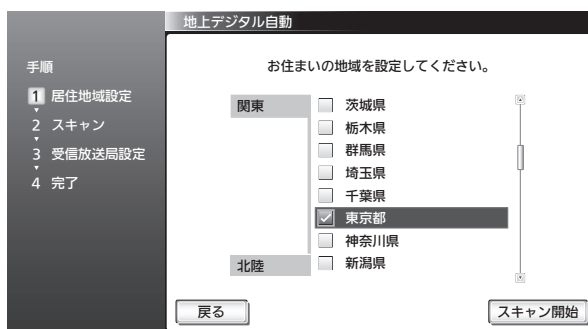 地上デジタル自動
手順
1 居住地域設定
2 スキャン
3 受信放送局設定
4 完了
お住まいの地域を設定してください。
関東
茨城県
栃木県
群馬県
埼玉県
千葉県
東京都
神奈川県
北陸
新潟県
戻る
スキャン開始